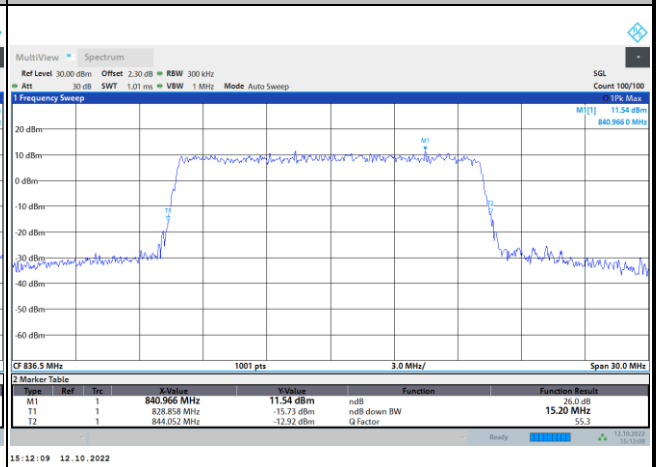 MultiView Spectrum
Ref Level 30.00 dBm Offset 2.30 dB RBW 300 kHz SGL
Att 30 dB SWT 1.01 ms VBW 1 MHz Mode Auto Sweep Count 100/100
1 Frequency Sweep 1Pk Max
M1[1] 11.54 dBm
840.966 0 MHz
20 dBm
M1
10 dBm
0 dBm
-10 dBm
T1 T2
-20 dBm
-30 dBm
-40 dBm
-50 dBm
-60 dBm
CF 836.5 MHz 1001 pts 3.0 MHz/ Span 30.0 MHz
2 Marker Table
Type Ref Trc X-Value Y-Value Function Function Result
M1 1 840.966 MHz 11.54 dBm ndB 26.0 dB
T1 1 828.858 MHz -15.73 dBm ndB down BW 15.20 MHz
T2 1 844.052 MHz -12.92 dBm Q Factor 55.3
Ready 12.10.2022
15:12:09
15:12:09 12.10.2022